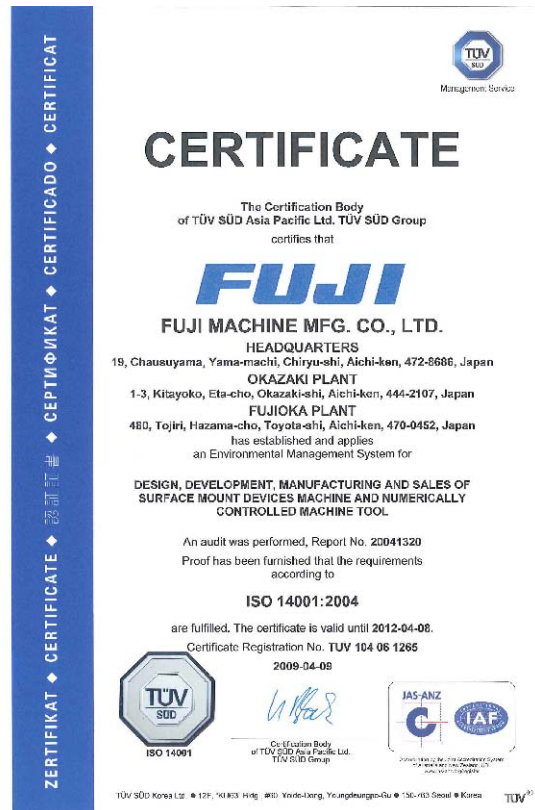 TÜV
SÜD
Management Service
CERTIFICATE
The Certification Body
of TÜV SÜD Asia Pacific Ltd. TÜV SÜD Group
certifies that
FUJI
FUJI MACHINE MFG. CO., LTD.
HEADQUARTERS
19, Chausuyama, Yama-machi, Chiryu-shi, Aichi-ken, 472-8686, Japan
OKAZAKI PLANT
1-3, Kitayoko, Eta-cho, Okazaki-shi, Aichi-ken, 444-2107, Japan
FUJIOKA PLANT
480, Tojiri, Hazama-cho, Toyota-shi, Aichi-ken, 470-0452, Japan
has established and applies
an Environmental Management System for
DESIGN, DEVELOPMENT, MANUFACTURING AND SALES OF
SURFACE MOUNT DEVICES MACHINE AND NUMERICALLY
CONTROLLED MACHINE TOOL
An audit was performed, Report No. 20041320
Proof has been furnished that the requirements
according to
ISO 14001:2004
are fulfilled. The certificate is valid until 2012-04-08.
Certificate Registration No. TUV 104 06 1265
2009-04-09
TÜV
SÜD
ISO 14001
Certification Body
of TÜV SÜD Asia Pacific Ltd.
TÜV SÜD Group
JAS-ANZ
C
IAF
TÜV SÜD Korea Ltd. Yoido-Dong, Youngdeungpo-Gu ● 150-763 Seoul ● Korea
TÜV®
ZERTIFIKAT ◆ CERTIFICATE ◆ 認証証書 ◆ СЕРТИФИКАТ ◆ CERTIFICADO ◆ CERTIFICAT